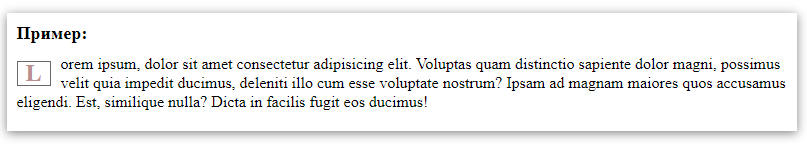 Пример:
Lorem ipsum, dolor sit amet consectetur adipisicing elit. Voluptas quam distinctio sapiente dolor magni, possimus
velit quia impedit ducimus, deleniti illo cum esse voluptate nostrum? Ipsam ad magnam maiores quos accusamus
eligendi. Est, similique nulla? Dicta in facilis fugit eos ducimus!